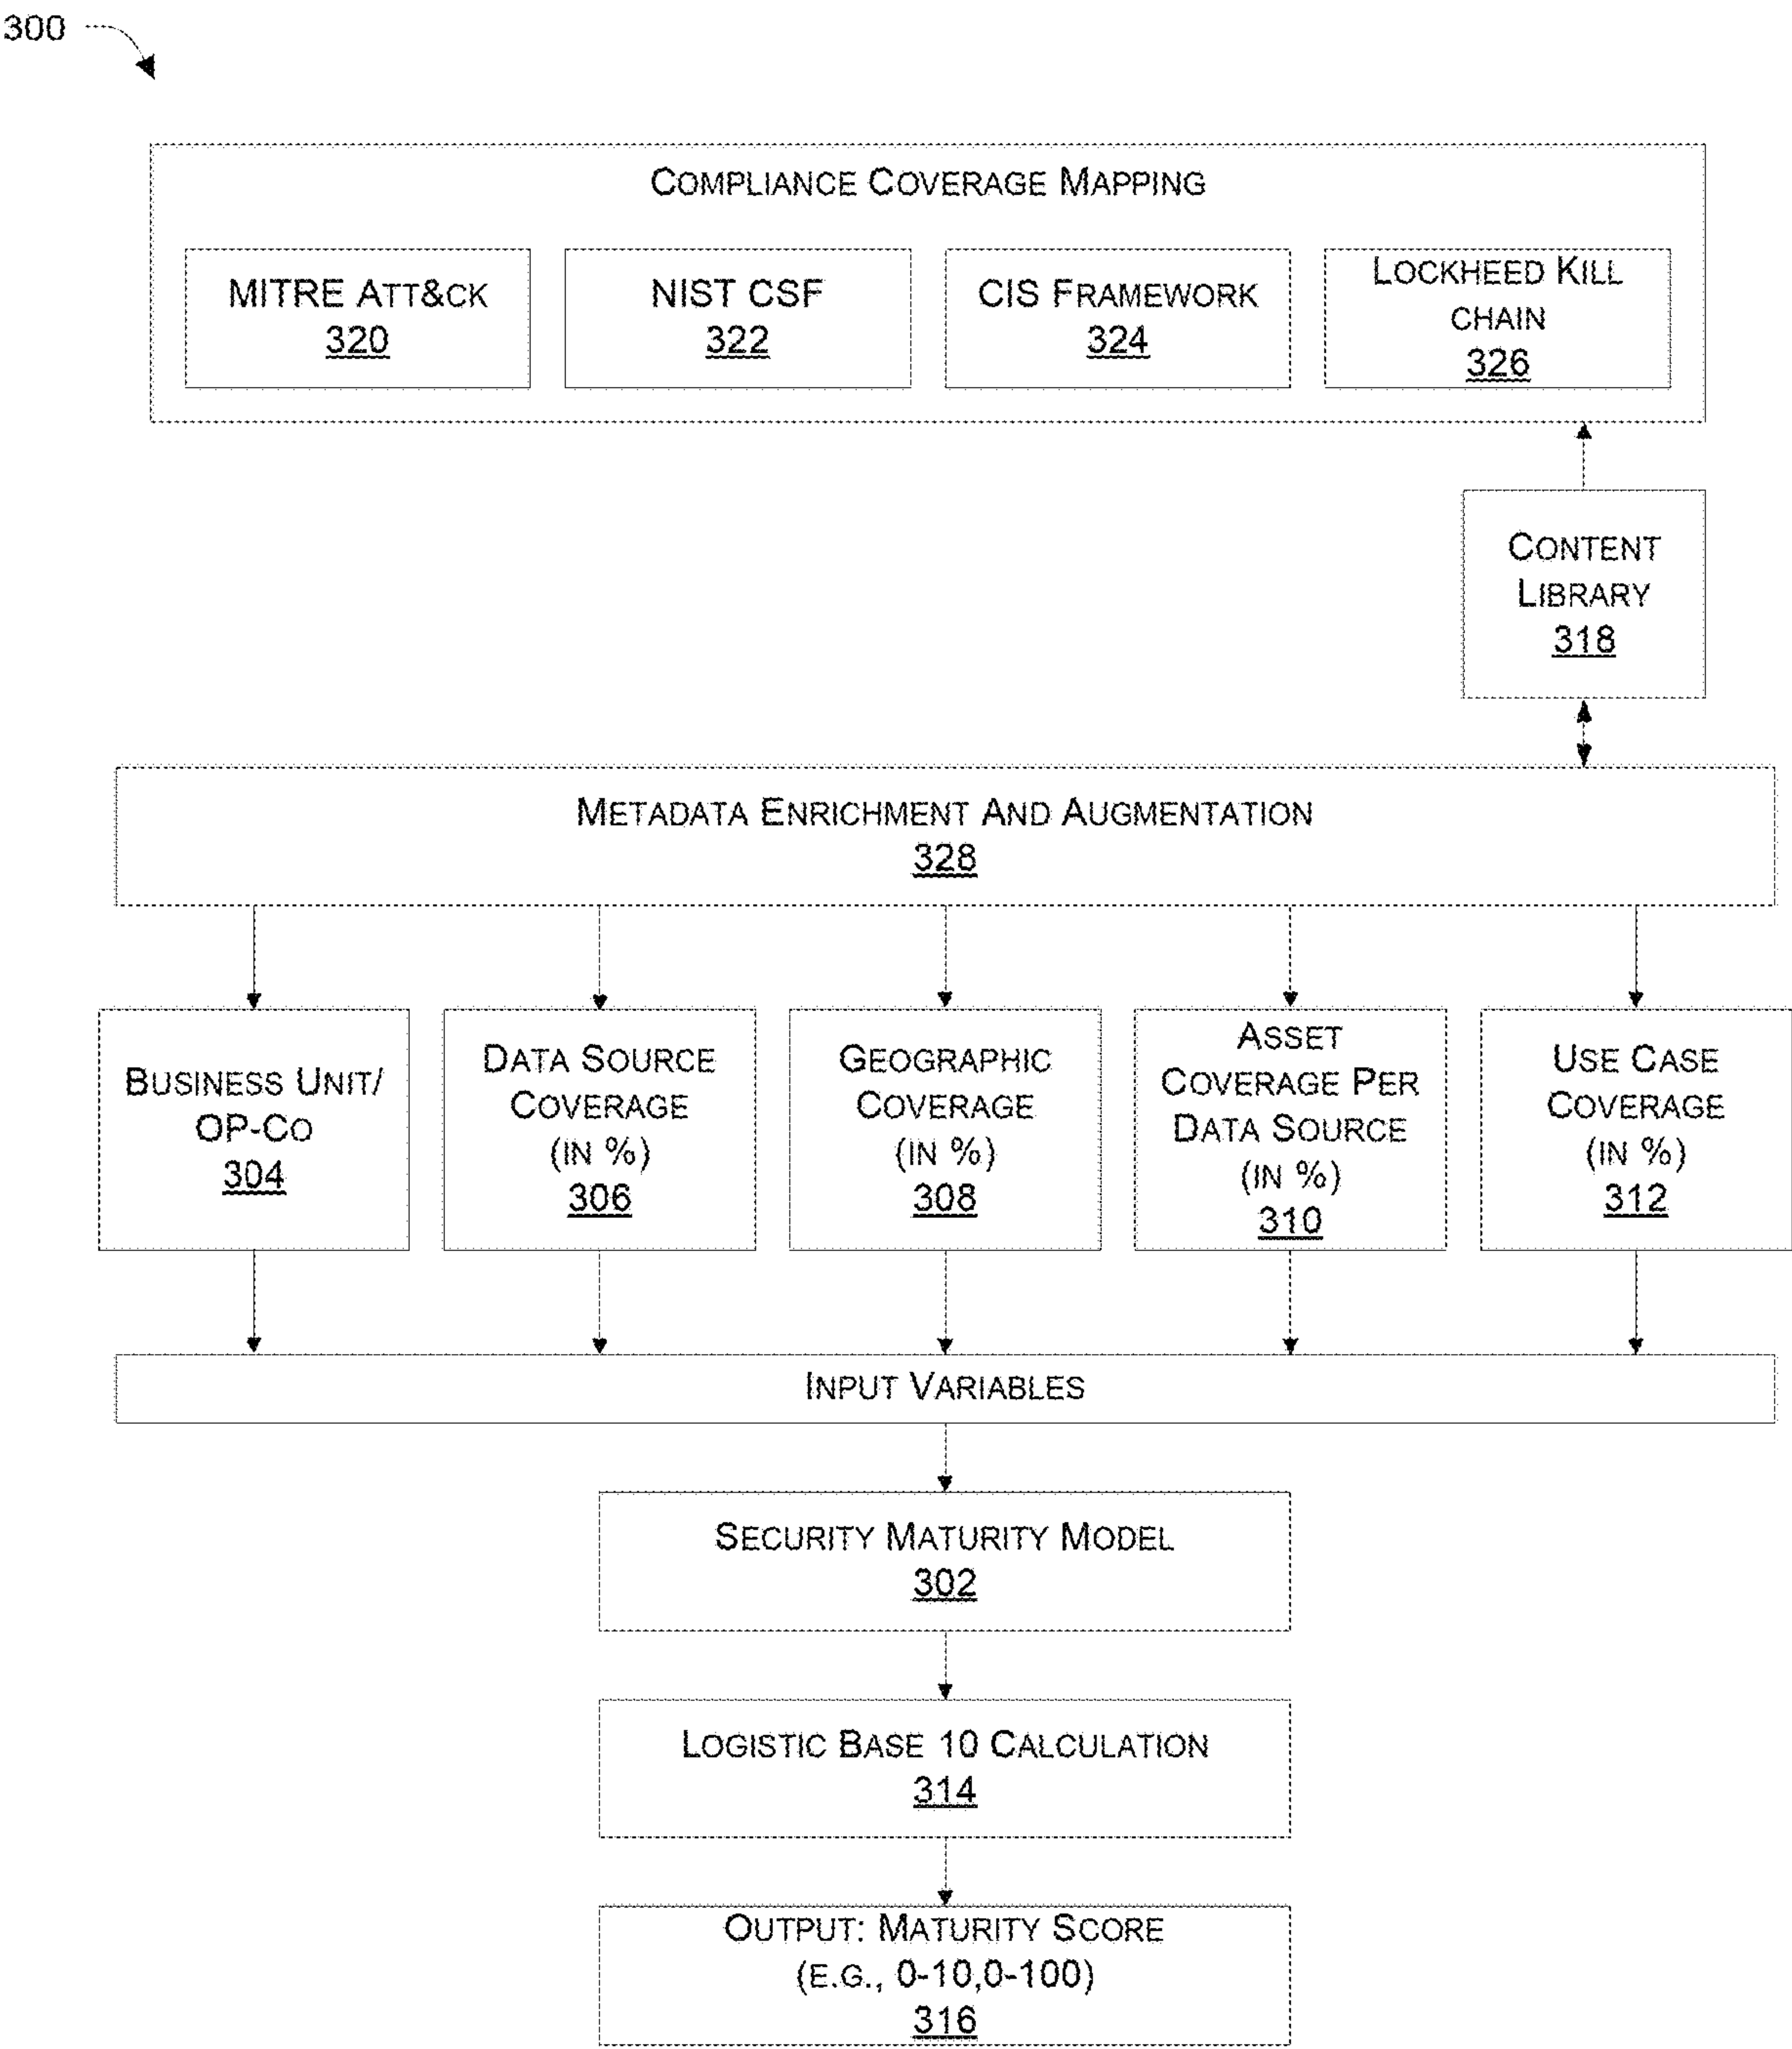 300
COMPLIANCE COVERAGE MAPPING
MITRE ATT&CK
320
NIST CSF
322
CIS FRAMEWORK
324
LOCKHEED KILL
CHAIN
326
CONTENT
LIBRARY
318
METADATA ENRICHMENT AND AUGMENTATION
328
BUSINESS UNIT/
OP-CO
304
DATA SOURCE
COVERAGE
(IN %)
306
GEOGRAPHIC
COVERAGE
(IN %)
308
ASSET
COVERAGE PER
DATA SOURCE
(IN %)
310
USE CASE
COVERAGE
(IN %)
312
INPUT VARIABLES
SECURITY MATURITY MODEL
302
LOGISTIC BASE 10 CALCULATION
314
OUTPUT: MATURITY SCORE
(E.G., 0-10,0-100)
316